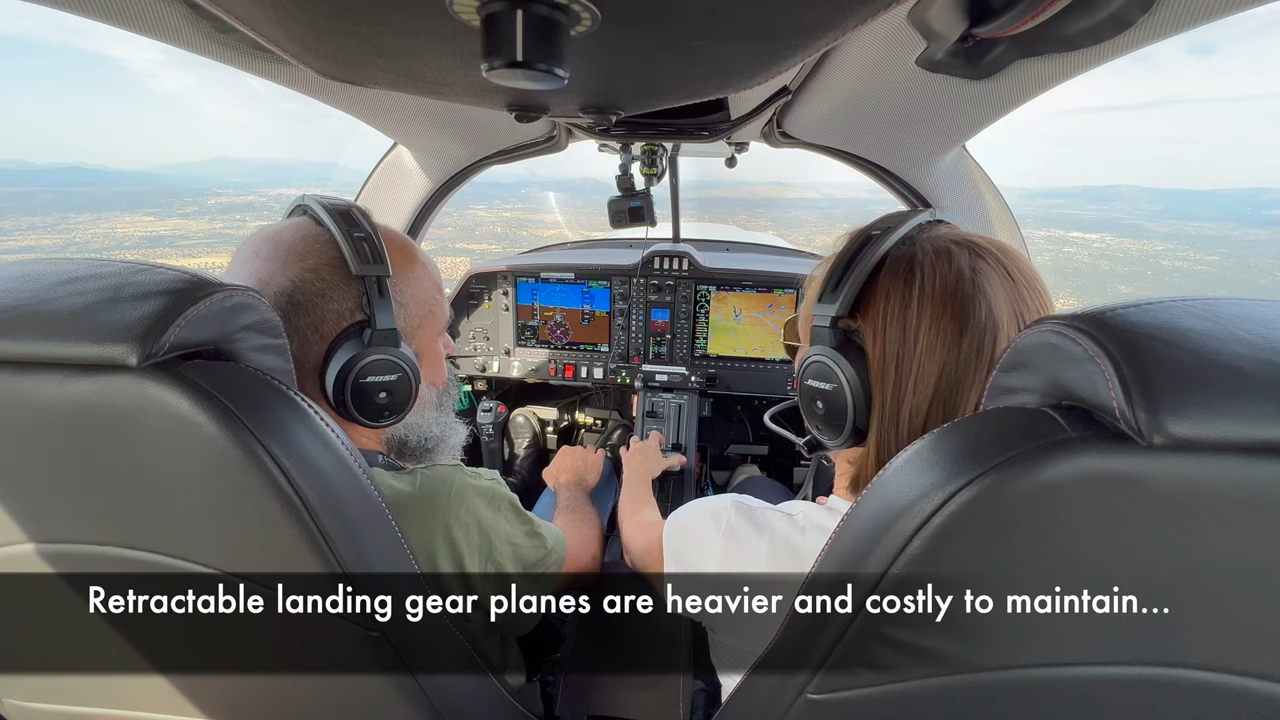 BOSE
BOSE
Retractable landing gear planes are heavier and costly to maintain...